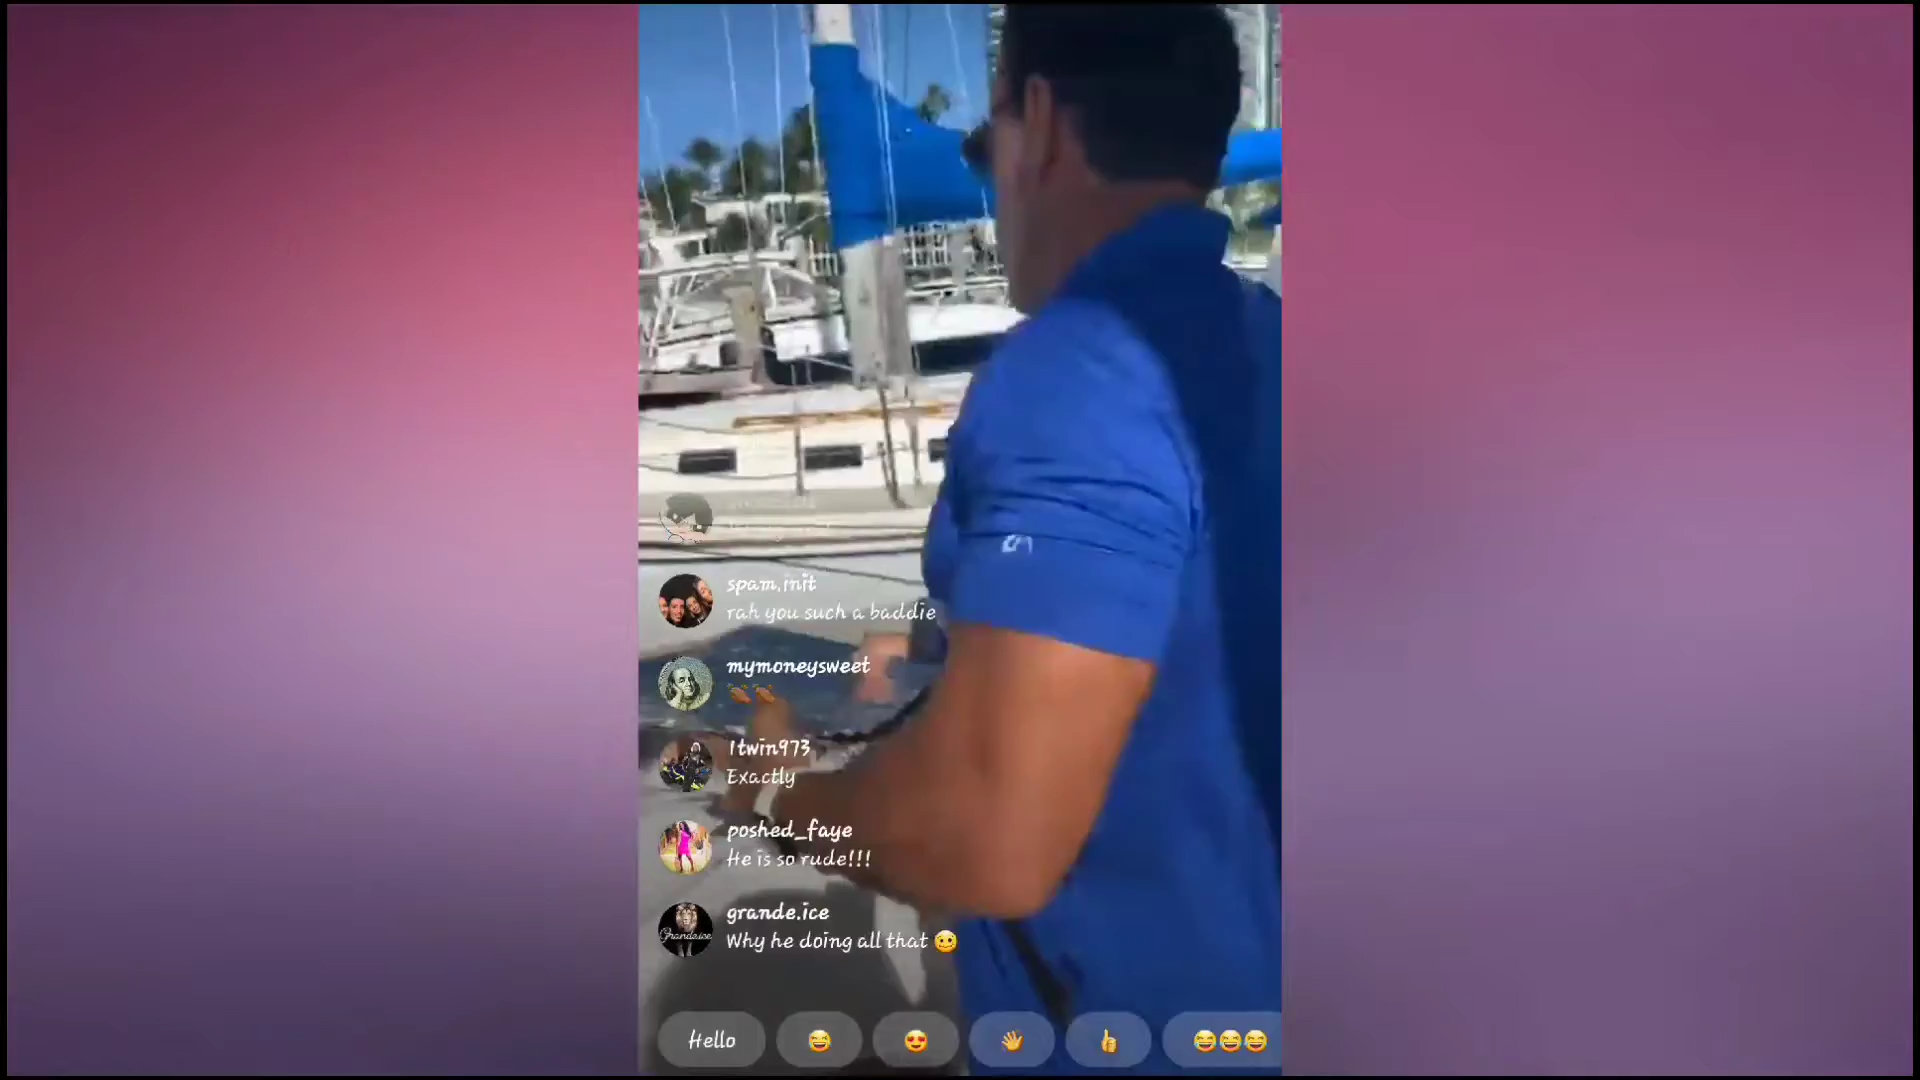 spam.init
rah you such a baddie
mymoneysweet
👏🏾👏🏾
1twin973
Exactly
poshed_faye
He is so rude!!!
grande.ice
Why he doing all that 🥴
Hello